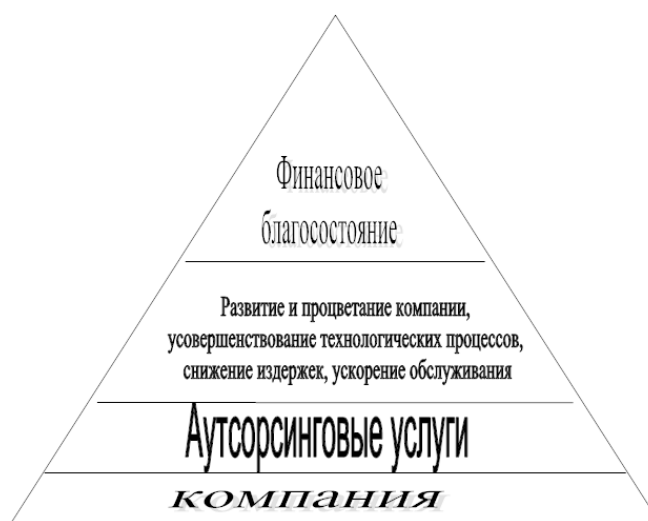 Финансовое
благосостояние
Развитие и процветание компании,
усовершенствование технологических процессов,
снижение издержек, ускорение обслуживания
Аутсорсинговые услуги
компания